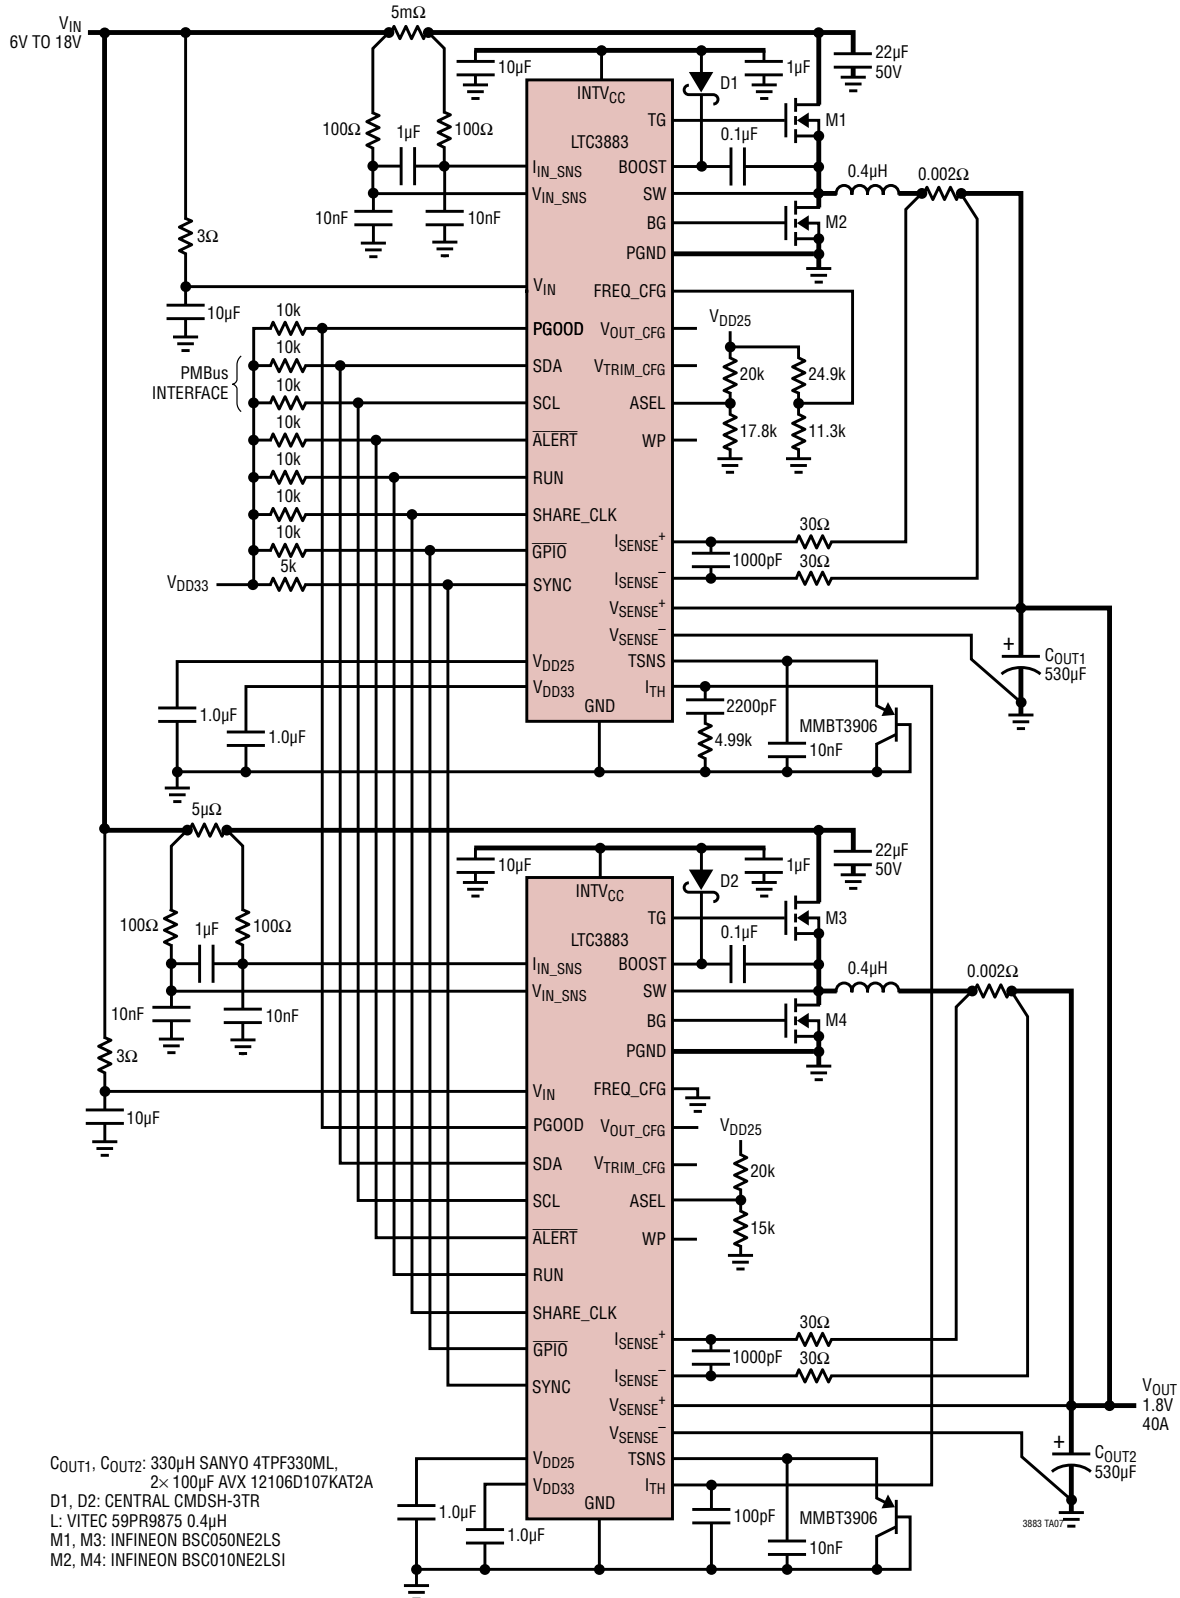 VIN
6V TO 18V
5mΩ
10µF
1µF
22µF
50V
D1
INTVCC
LTC3883
100Ω
1µF
100Ω
TG
M1
0.1µF
IIN_SNS
BOOST
0.4µH
0.002Ω
VIN_SNS
SW
10nF
10nF
BG
M2
3Ω
PGND
VIN
FREQ_CFG
10µF
10k
PGOOD
VOUT_CFG
VDD25
PMBus
INTERFACE
10k
SDA
VTRIM_CFG
20k
24.9k
10k
SCL
ASEL
17.8k
11.3k
10k
ALERT
WP
10k
RUN
10k
SHARE_CLK
30Ω
ISENSE+
10k
GPIO
1000pF
30Ω
ISENSE–
VDD33
5k
SYNC
VSENSE+
VSENSE–
+
COUT1
530µF
VDD25
TSNS
VDD33
ITH
GND
1.0µF
1.0µF
2200pF
4.99k
MMBT3906
10nF
5µΩ
10µF
1µF
22µF
50V
D2
INTVCC
LTC3883
100Ω
1µF
100Ω
TG
M3
0.1µF
IIN_SNS
BOOST
0.4µH
0.002Ω
VIN_SNS
SW
10nF
10nF
BG
M4
3Ω
PGND
VIN
FREQ_CFG
10µF
PGOOD
VOUT_CFG
VDD25
SDA
VTRIM_CFG
20k
SCL
ASEL
15k
ALERT
WP
RUN
SHARE_CLK
30Ω
ISENSE+
GPIO
1000pF
30Ω
ISENSE–
SYNC
VSENSE+
VOUT
1.8V
40A
VSENSE–
+
COUT2
530µF
VDD25
TSNS
VDD33
ITH
GND
1.0µF
1.0µF
100pF
MMBT3906
10nF
3883 TA07
COUT1, COUT2: 330µH SANYO 4TPF330ML,
2× 100µF AVX 12106D107KAT2A
D1, D2: CENTRAL CMDSH-3TR
L: VITEC 59PR9875 0.4µH
M1, M3: INFINEON BSC050NE2LS
M2, M4: INFINEON BSC010NE2LSI